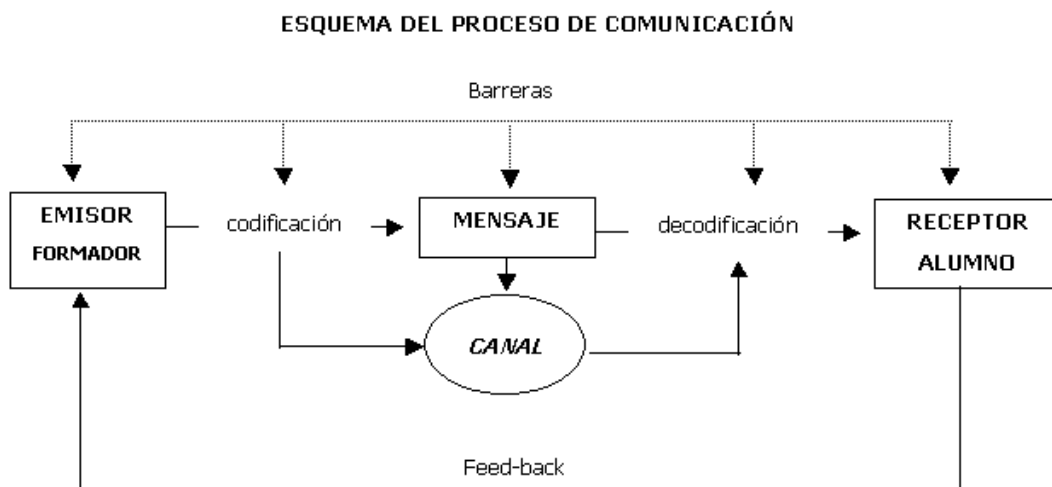 ESQUEMA DEL PROCESO DE COMUNICACIÓN
Barreras
EMISOR
FORMADOR
codificación
MENSAJE
decodificación
RECEPTOR
ALUMNO
CANAL
Feed-back